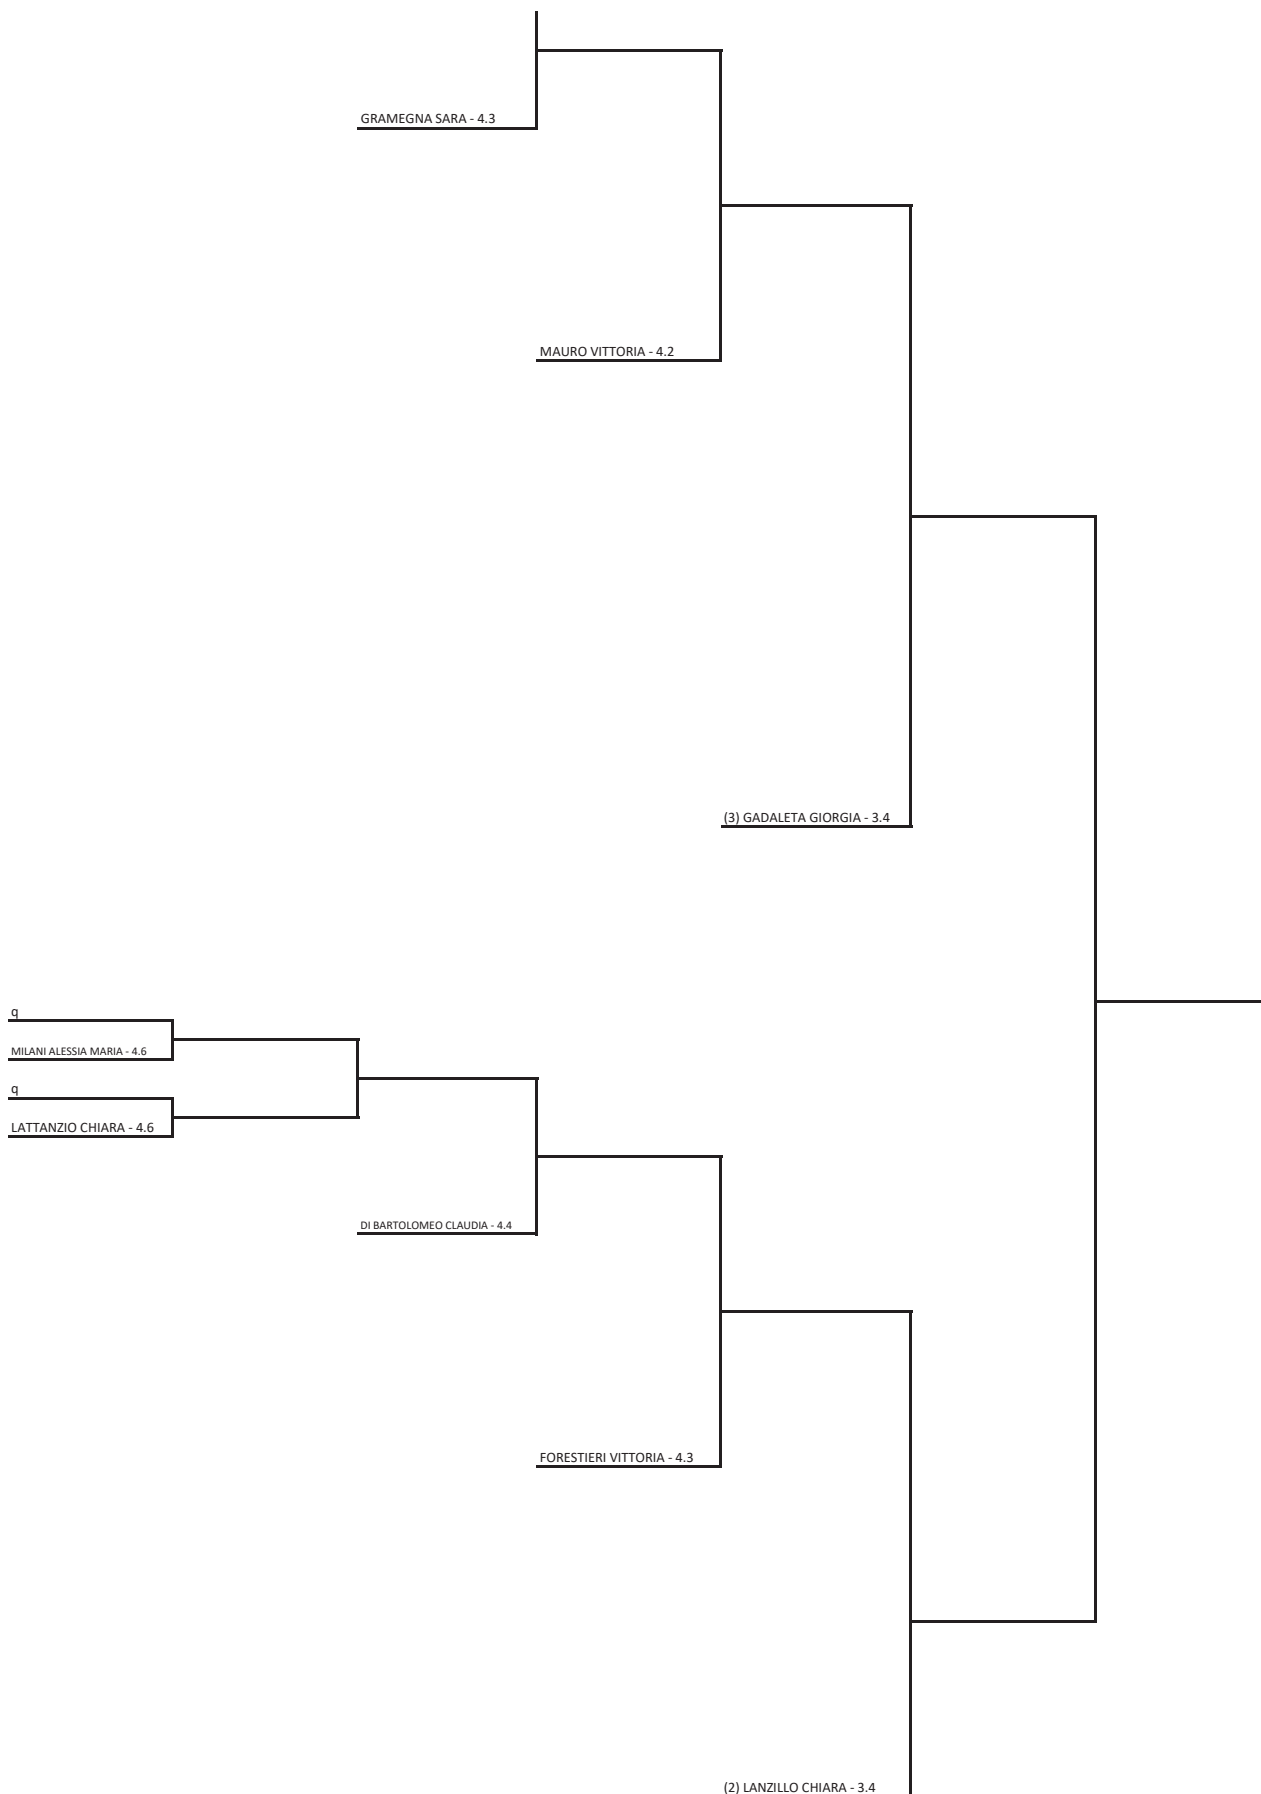 GRAMEGNA SARA - 4.3
MAURO VITTORIA - 4.2
(3) GADALETA GIORGIA - 3.4
q
MILANI ALESSIA MARIA - 4.6
q
LATTANZIO CHIARA - 4.6
DI BARTOLOMEO CLAUDIA - 4.4
FORESTIERI VITTORIA - 4.3
(2) LANZILLO CHIARA - 3.4